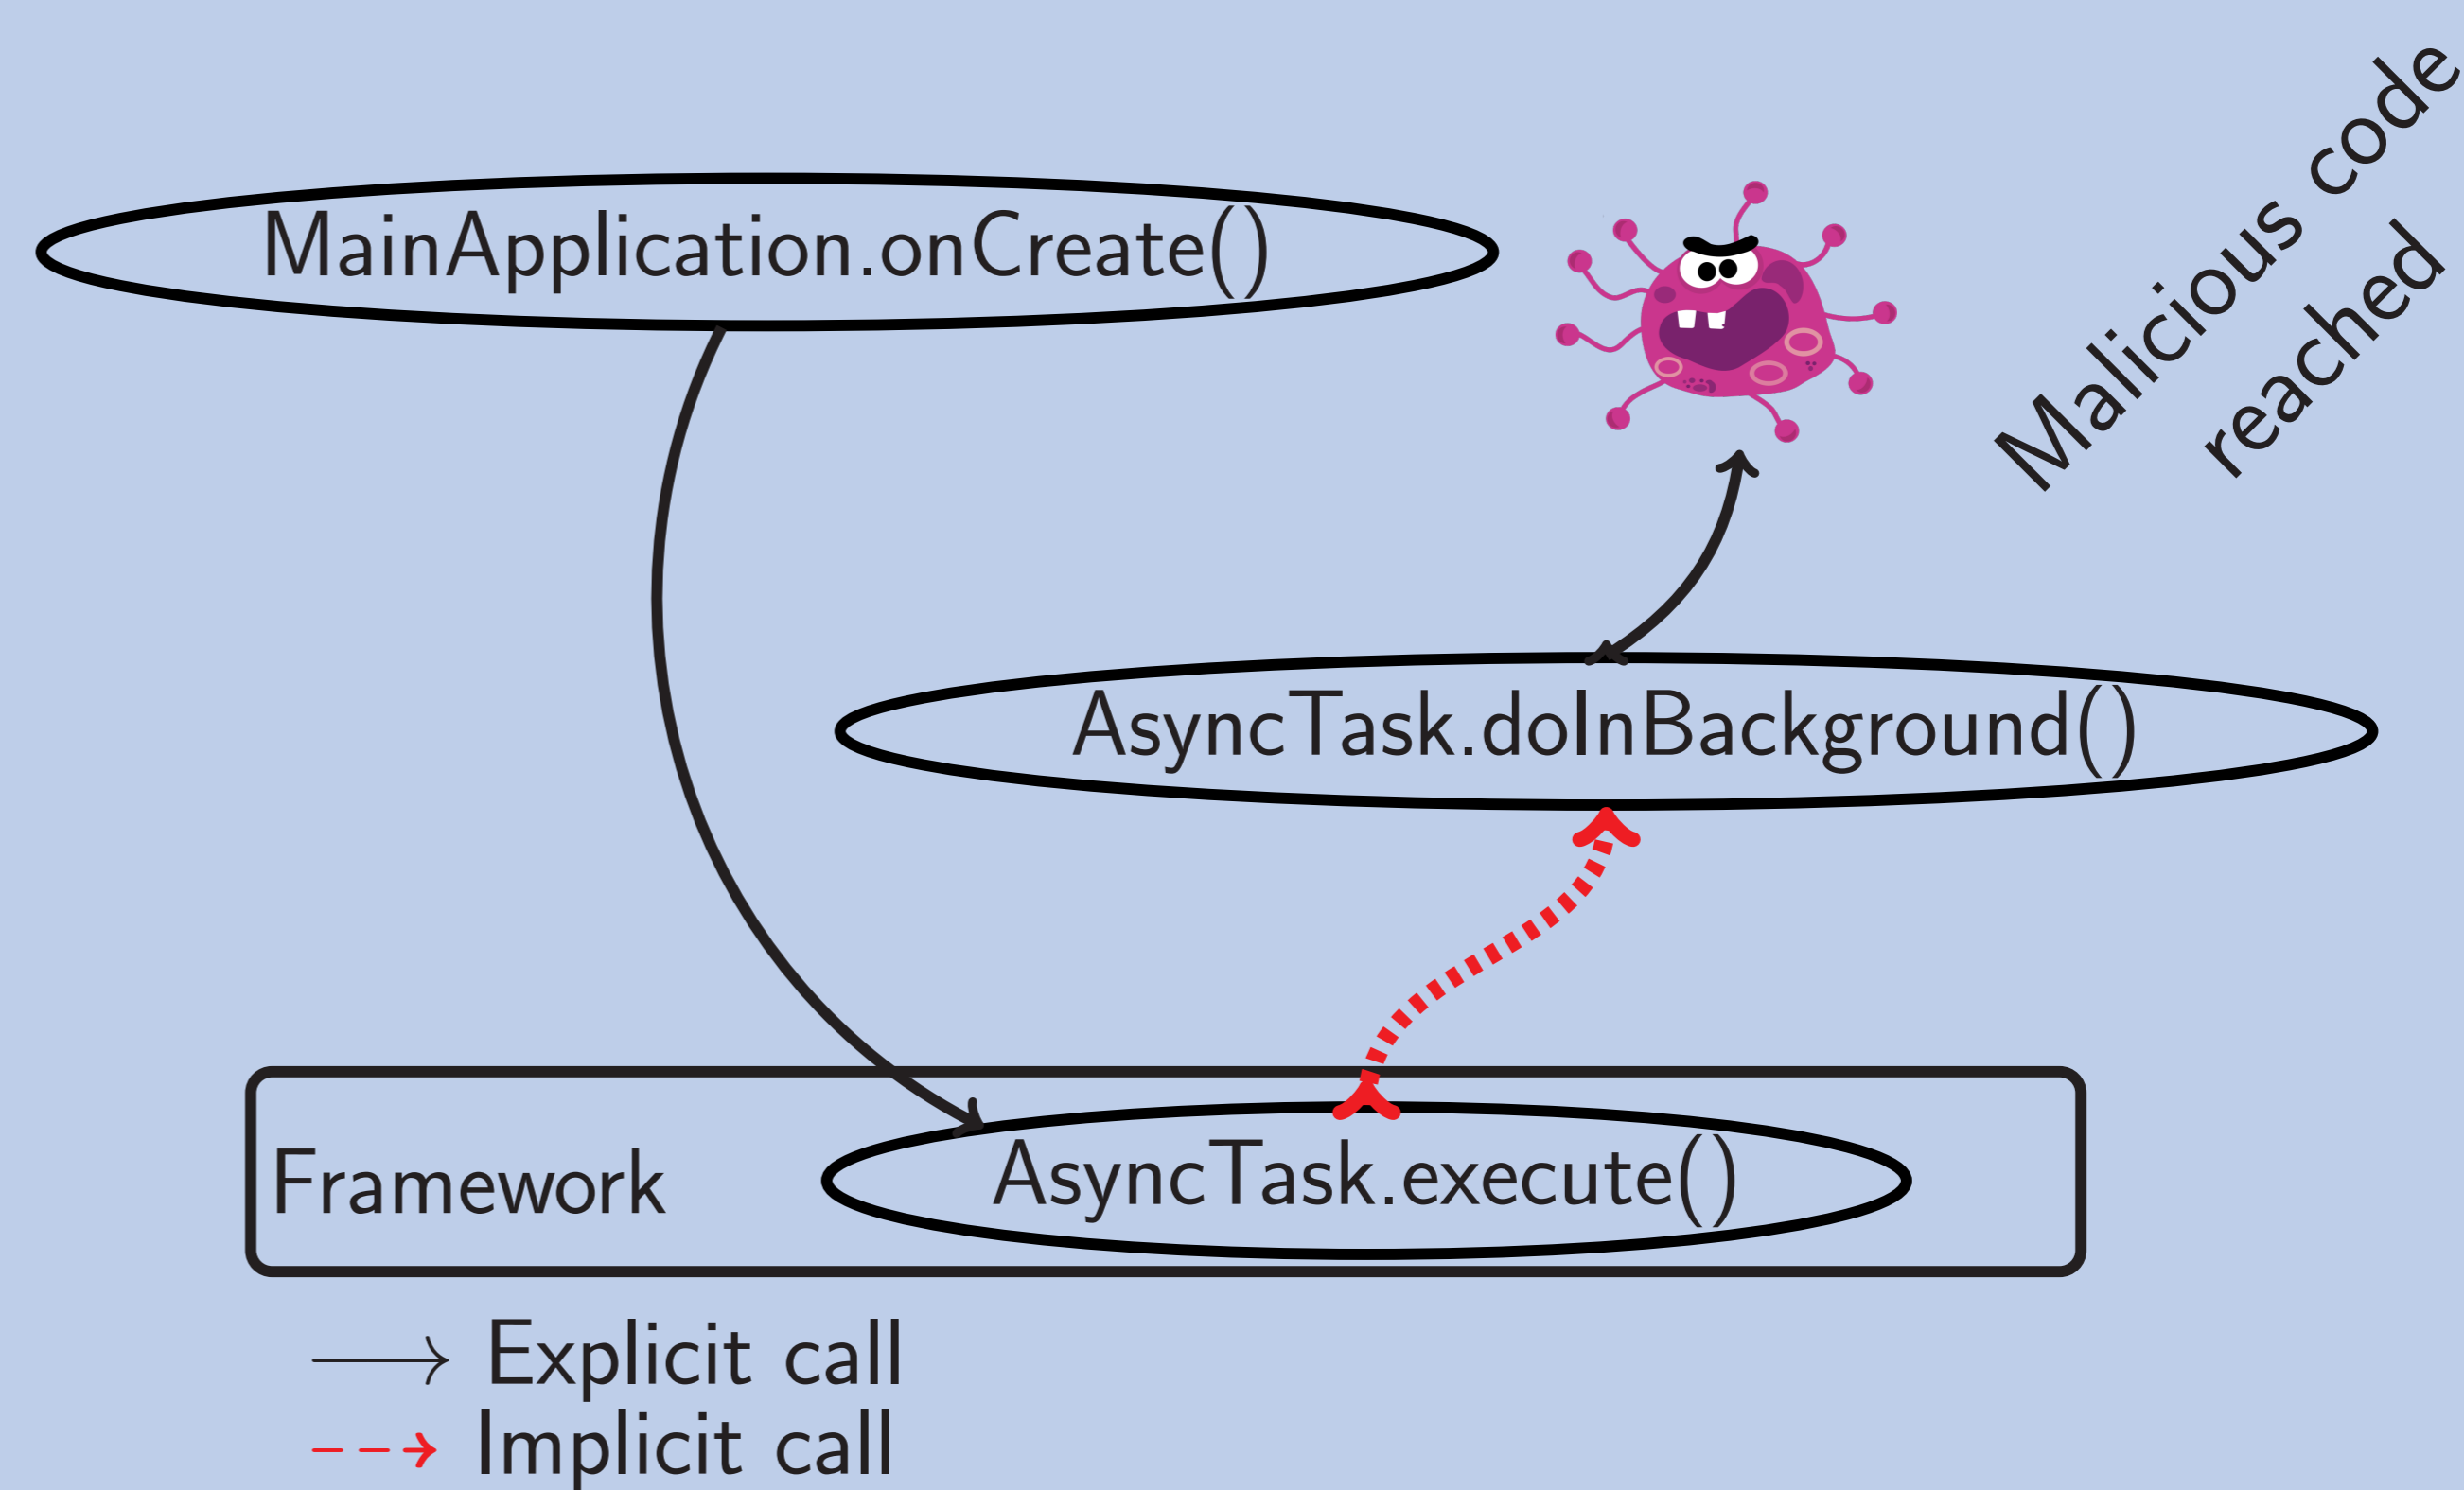 Malicious code
reached
MainApplication.onCreate()
AsyncTask.doInBackground()
Framework
AsyncTask.execute()
Explicit call
Implicit call